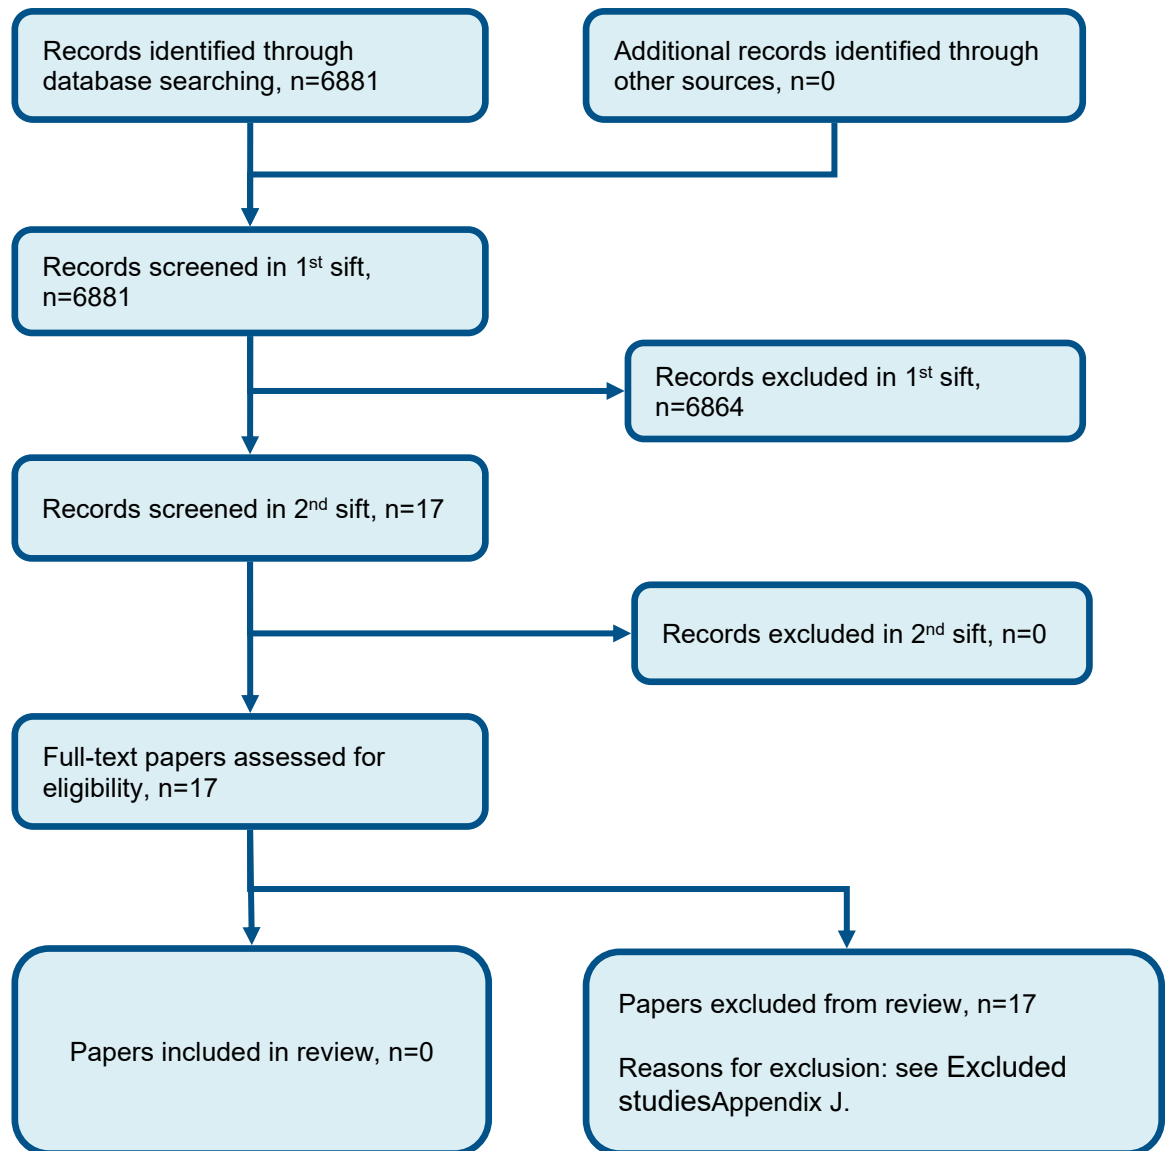 Records identified through
database searching, n=6881
Additional records identified through
other sources, n=0
Records screened in 1st sift,
n=6881
Records excluded in 1st sift,
n=6864
Records screened in 2nd sift, n=17
Records excluded in 2nd sift, n=0
Full-text papers assessed for
eligibility, n=17
Papers included in review, n=0
Papers excluded from review, n=17
Reasons for exclusion: see Excluded
studiesAppendix J.